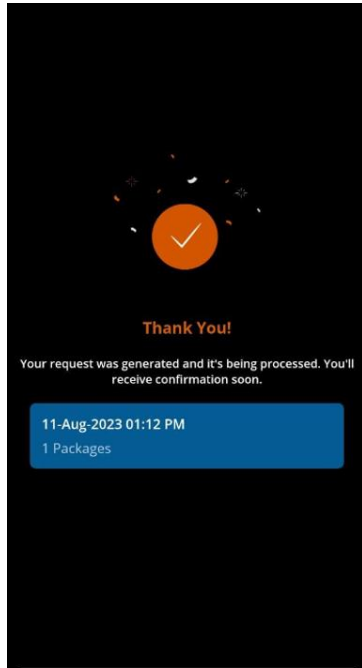 Thank You!
Your request was generated and it's being processed. You'll
receive confirmation soon.
11-Aug-2023 01:12 PM
1 Packages